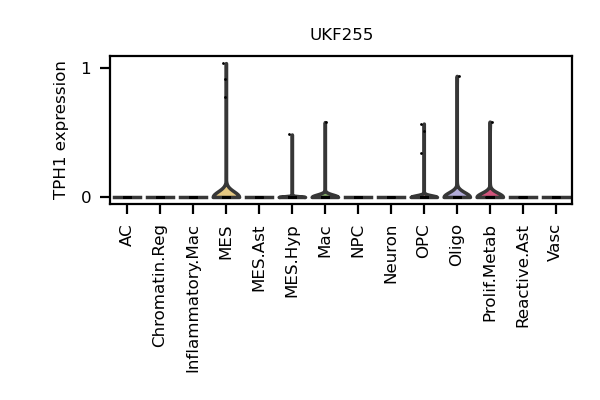 UKF255
TPH1 expression
1
0
AC
Chromatin.Reg
Inflammatory.Mac
MES
MES.Ast
MES.Hyp
Mac
NPC
Neuron
OPC
Oligo
Prolif.Metab
Reactive.Ast
Vasc